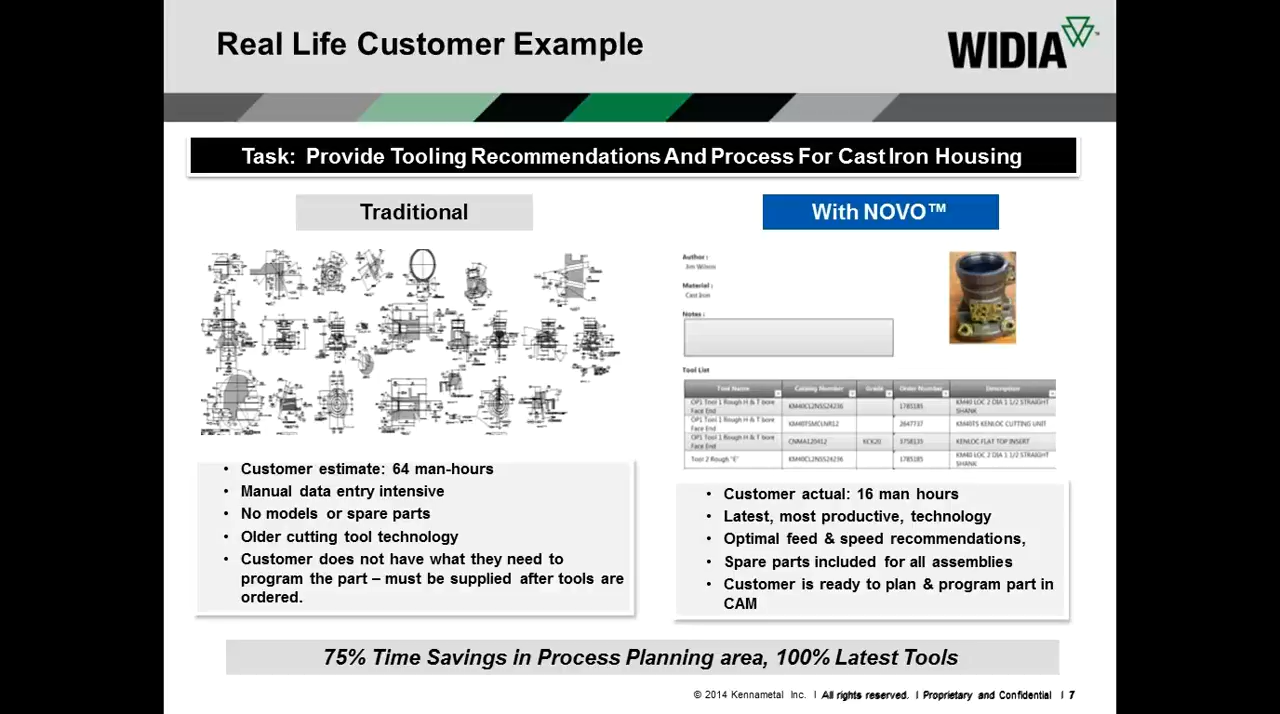 Real Life Customer Example
WIDIA
Task: Provide Tooling Recommendations And Process For Cast Iron Housing
Traditional
With NOVO™
Author :
Jim Wilson
Material :
Cast Iron
Notes :
Tool List
Tool Name Catalog Number Grade Order Number Description
OP1 Tool 1 Rough H & T bore
Face End
KM40CL2NSS24236 1785185 KM40 LOC 2 DIA 1 1/2 STRAIGHT
SHANK
OP1 Tool 1 Rough H & T bore
Face End
KM40TSMCLNR12 2647737 KM40TS KENLOC CUTTING UNIT
OP1 Tool 1 Rough H & T bore
Face End
CNMA120412 KCK20 3758135 KENLOC FLAT TOP INSERT
Tool 2 Rough "E" KM40CL2NSS24236 1785185 KM40 LOC 2 DIA 1 1/2 STRAIGHT
SHANK
• Customer estimate: 64 man-hours
• Manual data entry intensive
• No models or spare parts
• Older cutting tool technology
• Customer does not have what they need to
program the part – must be supplied after tools are
ordered.
• Customer actual: 16 man hours
• Latest, most productive, technology
• Optimal feed & speed recommendations,
• Spare parts included for all assemblies
• Customer is ready to plan & program part in
CAM
75% Time Savings in Process Planning area, 100% Latest Tools
© 2014 Kennametal Inc. l All rights reserved. l Proprietary and Confidential l 7